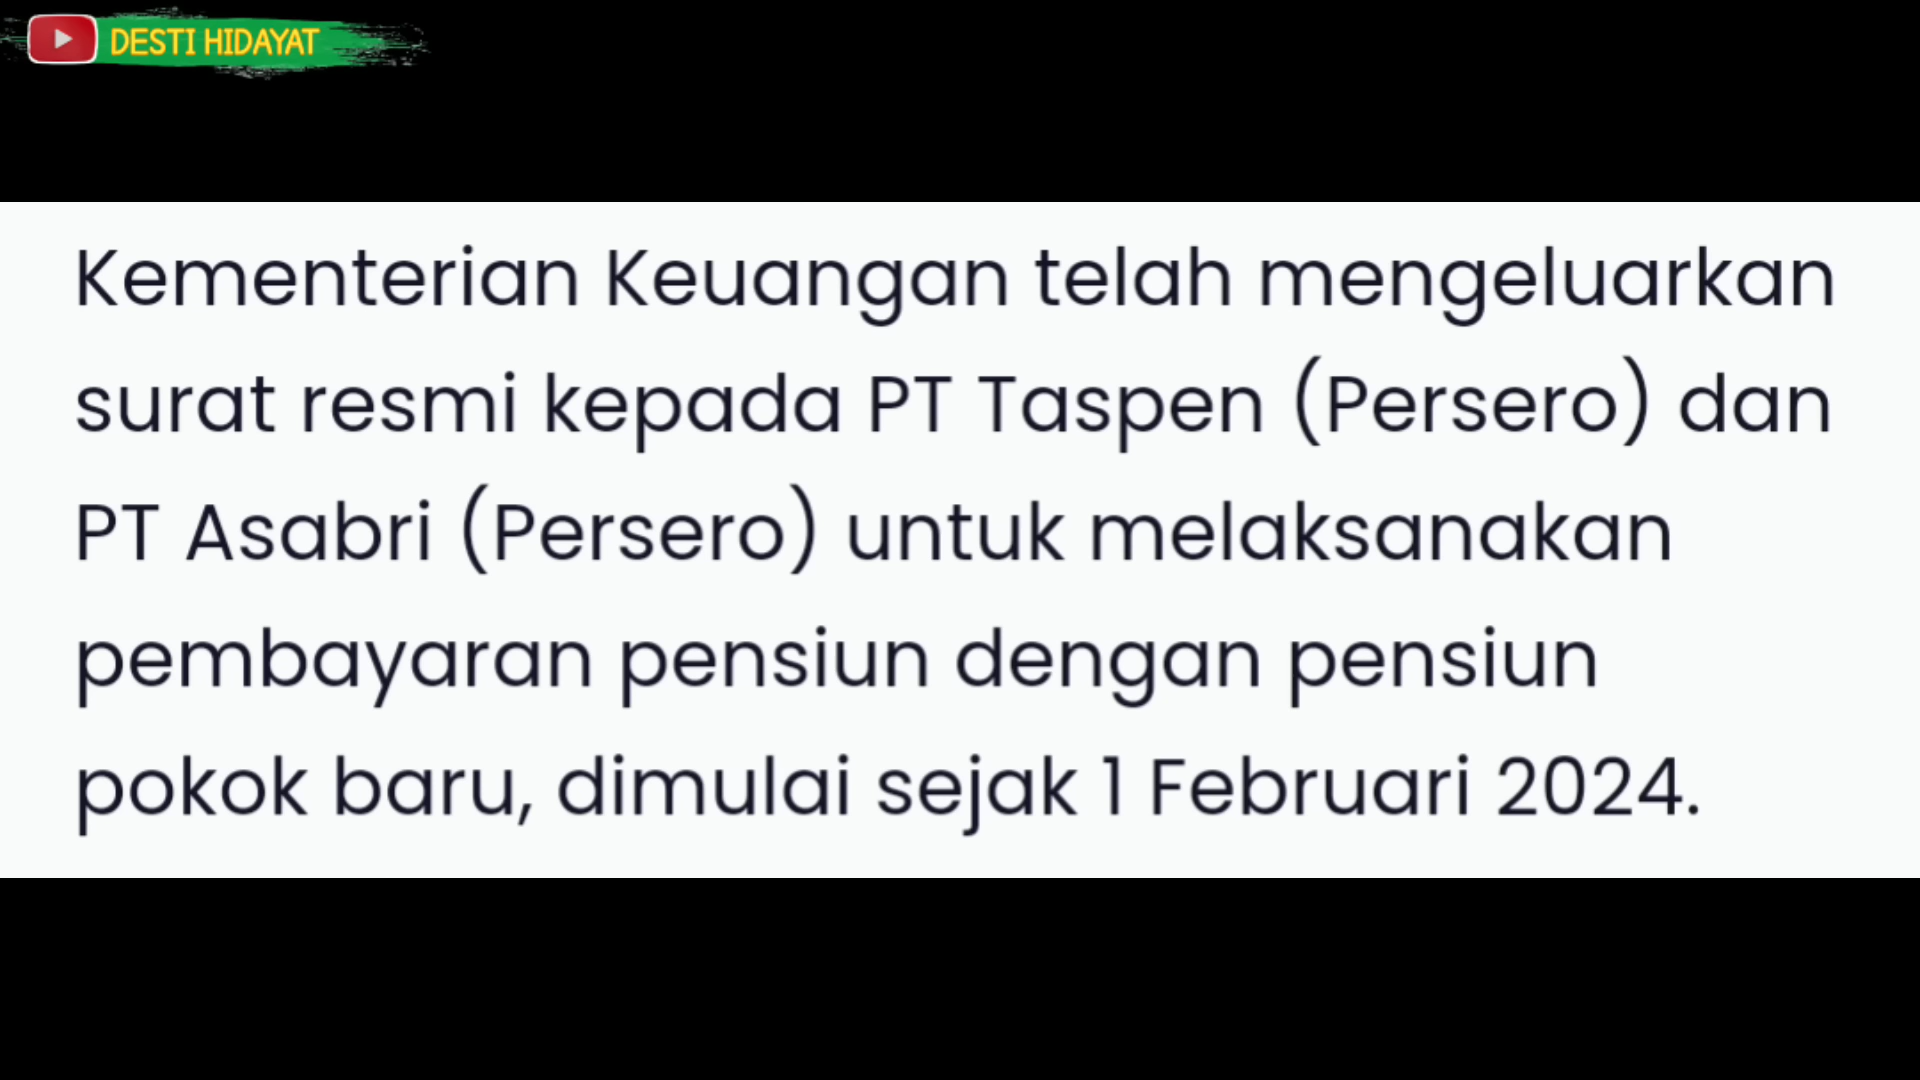 DESTI HIDAYAT
Kementerian Keuangan telah mengeluarkan
surat resmi kepada PT Taspen (Persero) dan
PT Asabri (Persero) untuk melaksanakan
pembayaran pensiun dengan pensiun
pokok baru, dimulai sejak 1 Februari 2024.